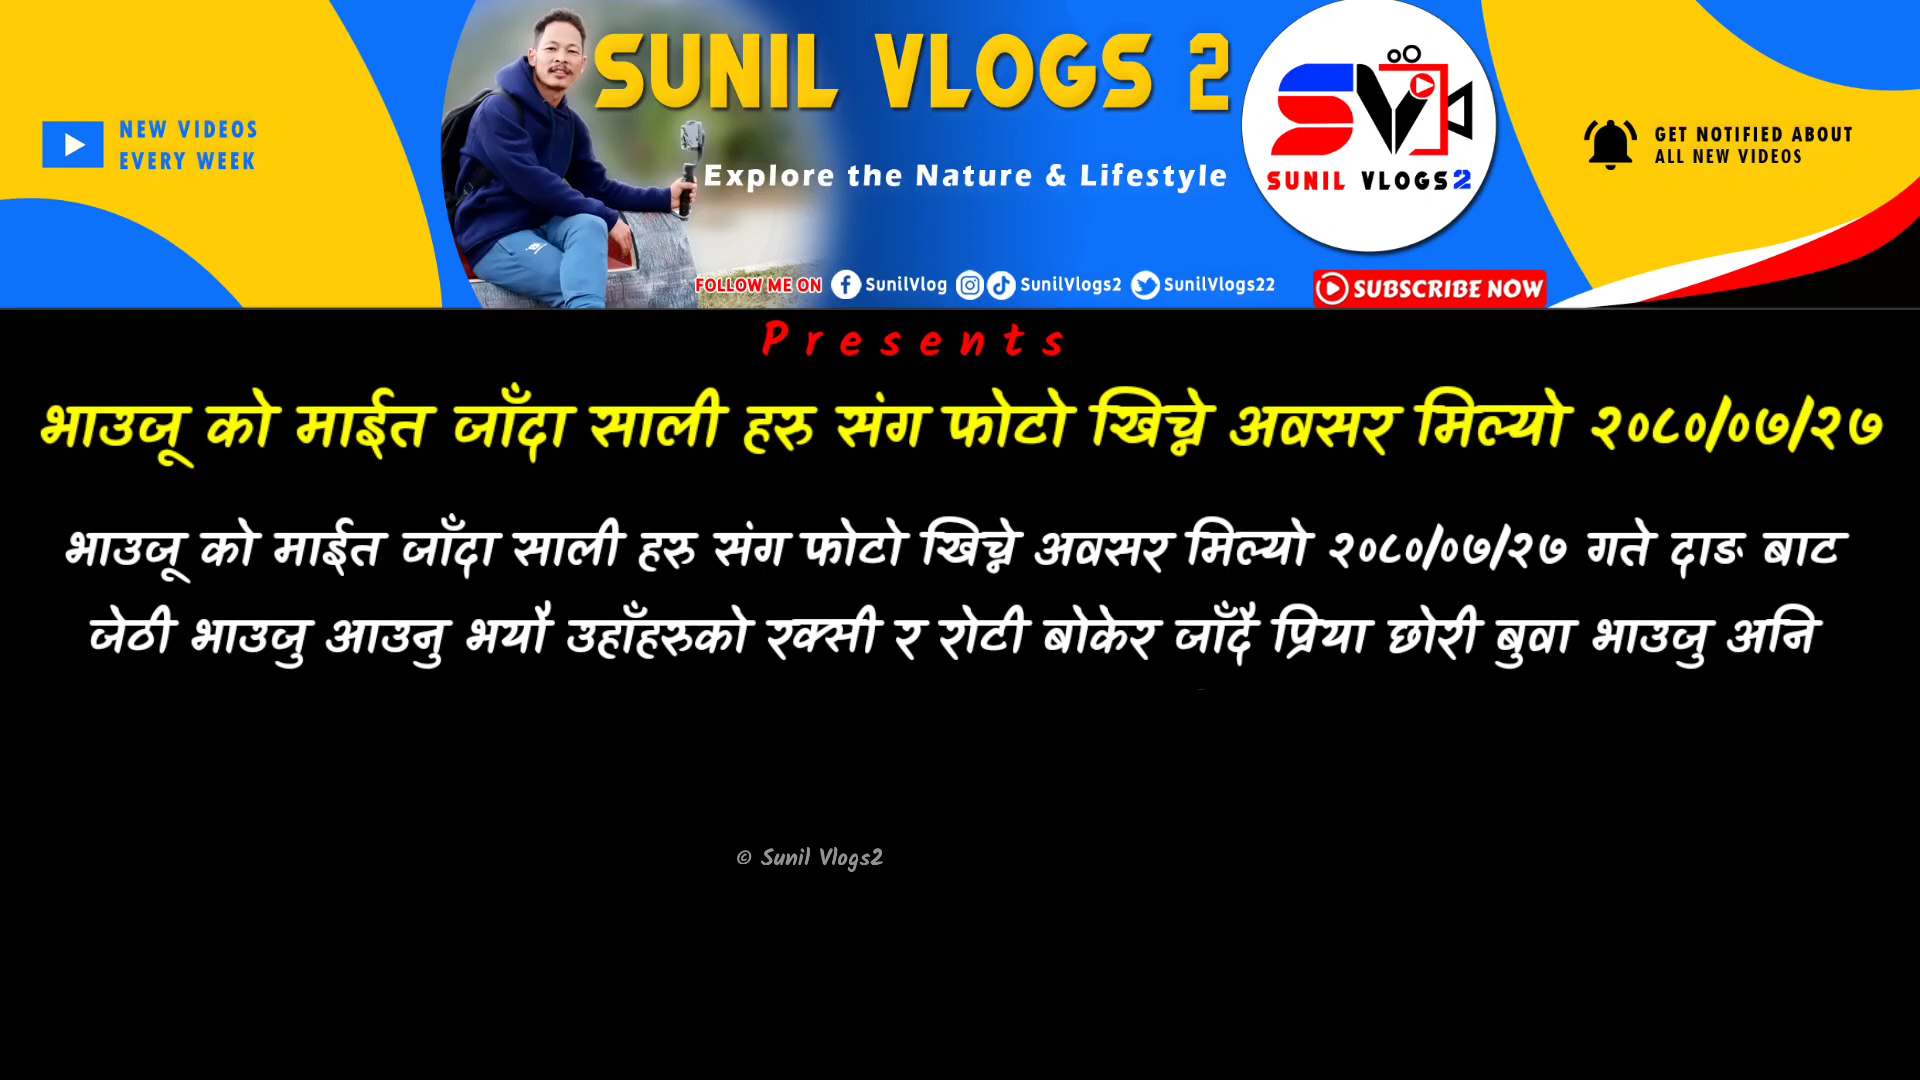 NEW VIDEOS
EVERY WEEK
SUNIL VLOGS 2
Explore the Nature & Lifestyle
FOLLOW ME ON SunilVlog SunilVlogs2 SunilVlogs22
SV
SUNIL VLOGS2
SUBSCRIBE NOW
GET NOTIFIED ABOUT
ALL NEW VIDEOS
Presents
भाउजू को माईत जाँदा साली हरु संग फोटो खिच्ने अवसर मिल्यो २०८०/०७/२७
भाउजू को माईत जाँदा साली हरु संग फोटो खिच्ने अवसर मिल्यो २०८०/०७/२७ गते दाङ बाट
जेठी भाउजु आउनु भयौ उहाँहरुको रक्सी र रोटी बोकेर जाँदै प्रिया छोरी बुवा भाउजु अनि
© Sunil Vlogs2